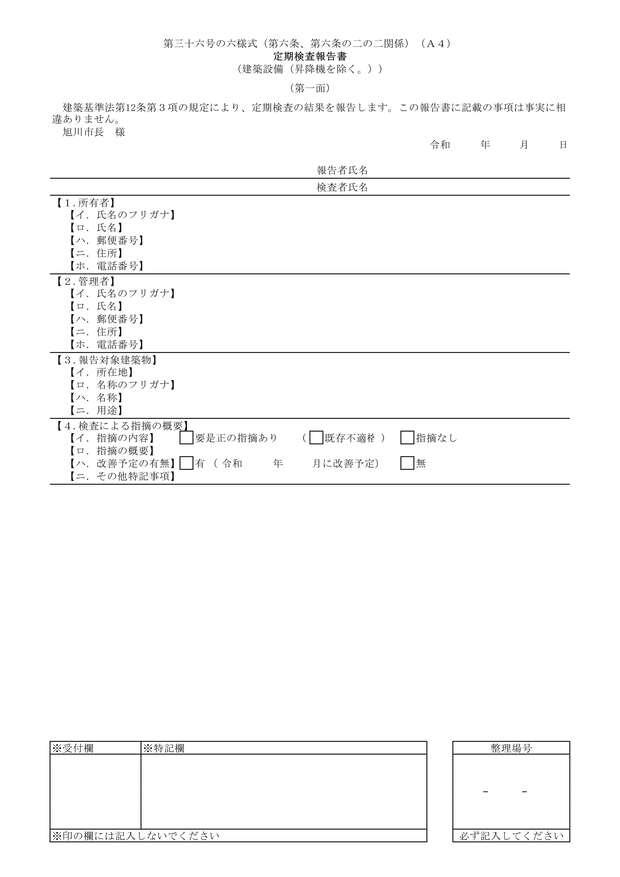 第三十六号の六様式（第六条、第六条の二の二関係）（Ａ４）
定期検査報告書
（建築設備（昇降機を除く。））
（第一面）
建築基準法第12条第３項の規定により、定期検査の結果を報告します。この報告書に記載の事項は事実に相
違ありません。
旭川市長　様
令和　　　年　　　月　　　日
報告者氏名
検査者氏名
【１.所有者】
【イ．氏名のフリガナ】
【ロ．氏名】
【ハ．郵便番号】
【ニ．住所】
【ホ．電話番号】
【２.管理者】
【イ．氏名のフリガナ】
【ロ．氏名】
【ハ．郵便番号】
【ニ．住所】
【ホ．電話番号】
【３.報告対象建築物】
【イ．所在地】
【ロ．名称のフリガナ】
【ハ．名称】
【ニ．用途】
【４.検査による指摘の概要】
【イ．指摘の内容】　□要是正の指摘あり　（□既存不適格）　□指摘なし
【ロ．指摘の概要】
【ハ．改善予定の有無】□有（令和　　　年　　　月に改善予定）　□無
【ニ．その他特記事項】
※受付欄　※特記欄　整理場号
－　　－
※印の欄には記入しないでください　必ず記入してください